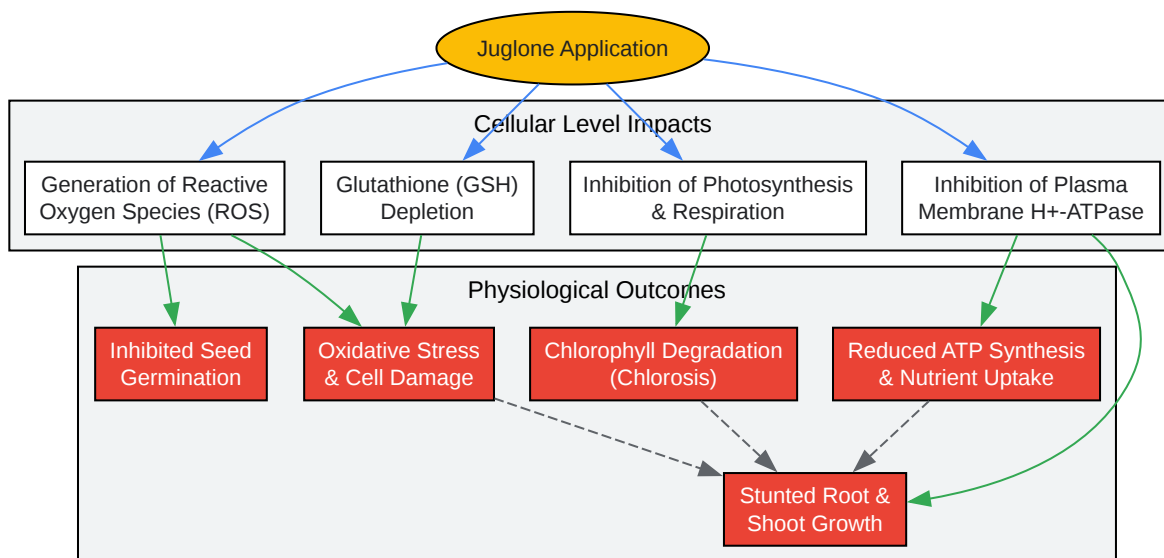 Juglone Application
Cellular Level Impacts
Generation of Reactive
Oxygen Species (ROS)
Glutathione (GSH)
Depletion
Inhibition of Photosynthesis
& Respiration
Inhibition of Plasma
Membrane H+-ATPase
Physiological Outcomes
Inhibited Seed
Germination
Oxidative Stress
& Cell Damage
Chlorophyll Degradation
(Chlorosis)
Reduced ATP Synthesis
& Nutrient Uptake
Stunted Root &
Shoot Growth